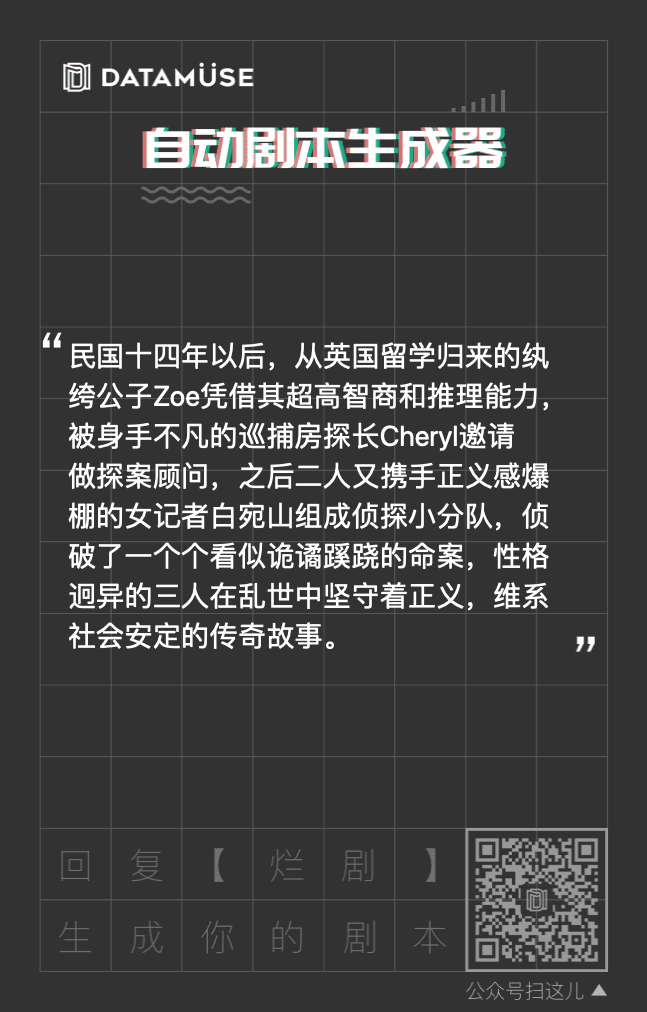 DATAMÜSE
自动剧本生成器
“民国十四年以后，从英国留学归来的纨
绔公子Zoe凭借其超高智商和推理能力，
被身手不凡的巡捕房探长Cheryl邀请
做探案顾问，之后二人又携手正义感爆
棚的女记者白宛山组成侦探小分队，侦
破了一个个看似诡谲蹊跷的命案，性格
迥异的三人在乱世中坚守着正义，维系
社会安定的传奇故事。”
回复【烂剧】
生成你的剧本
公众号扫这儿▲